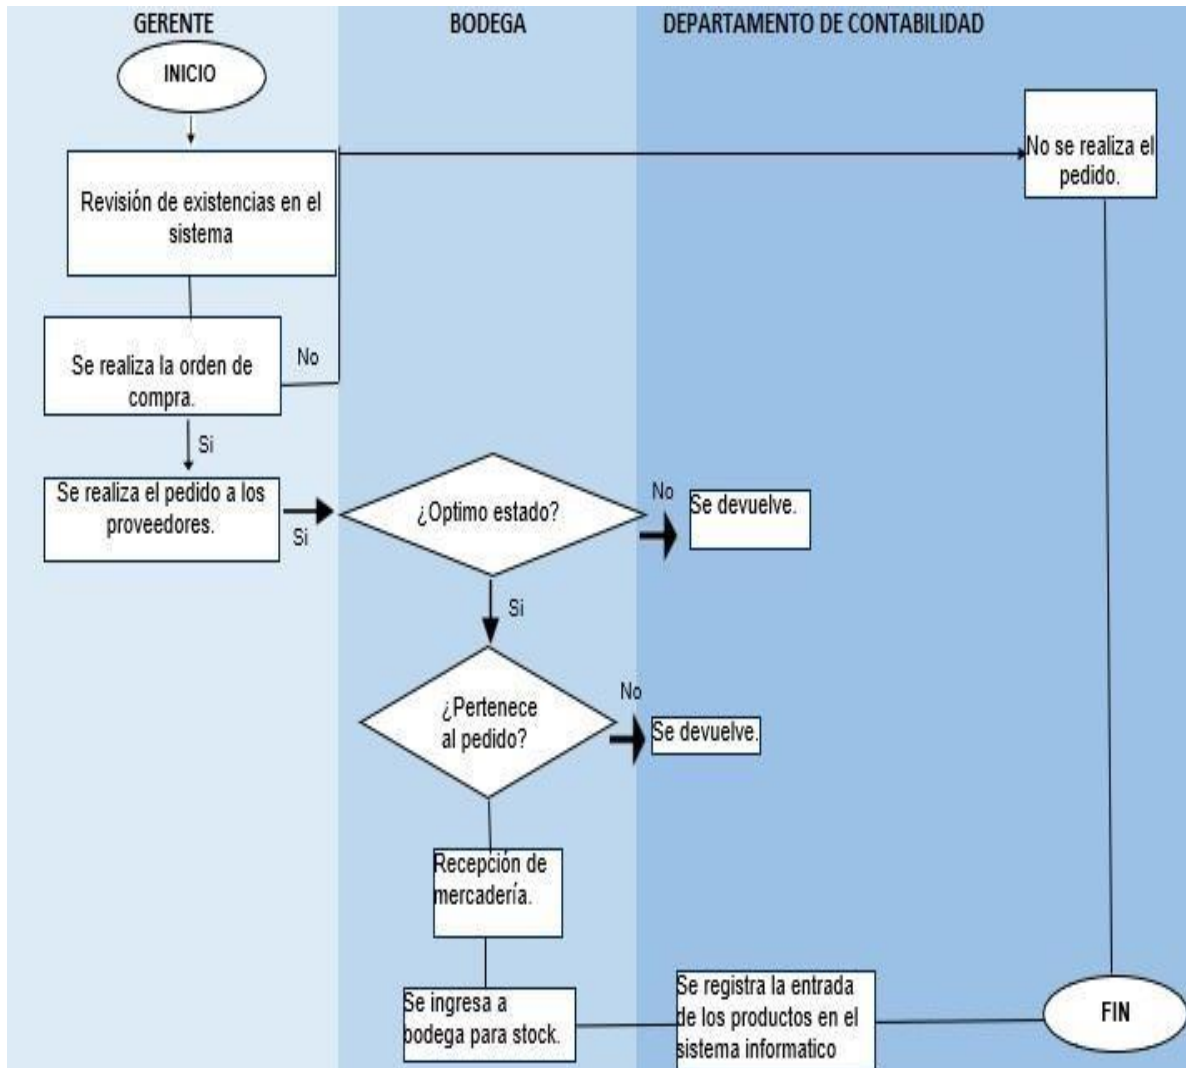 GERENTE
BODEGA
DEPARTAMENTO DE CONTABILIDAD
INICIO
No se realiza el
pedido.
Revisión de existencias en el
sistema
Se realiza la orden de
compra.
No
Si
Se realiza el pedido a los
proveedores.
Si
¿Optimo estado?
No
Se devuelve.
Si
¿Pertenece
al pedido?
No
Se devuelve.
Recepción de
mercadería.
Se ingresa a
bodega para stock.
Se registra la entrada
de los productos en el
sistema informatico
FIN